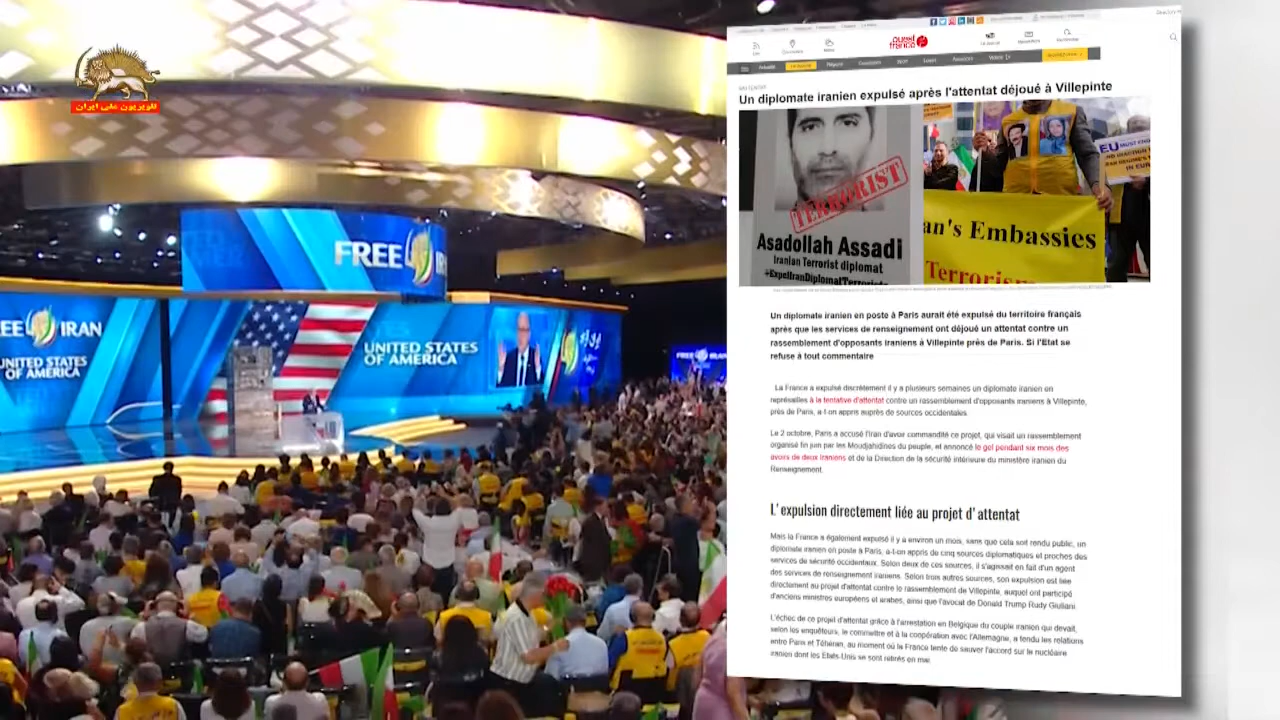 تلویزیون ملی ایران
FREE
FREE IRAN
UNITED STATES
OF AMERICA
UNITED STATES
OF AMERICA
FREE IRAN
ouest
france
Un diplomate iranien expulsé après l'attentat déjoué à Villepinte
TERRORIST
Asadollah Assadi
Iranian Terrorist diplomat
#ExpelIranDiplomatTerrorists
EU MUST
NO
IN EUR
an's Embassies
Terrorism
Un diplomate iranien en poste à Paris aurait été expulsé du territoire français
après que les services de renseignement ont déjoué un attentat contre un
rassemblement d'opposants iraniens à Villepinte près de Paris. Si l'Etat se
refuse à tout commentaire
La France a expulsé discrètement il y a plusieurs semaines un diplomate iranien en
représailles à la tentative d'attentat contre un rassemblement d'opposants iraniens à Villepinte,
près de Paris, a-t-on appris auprès de sources occidentales.
Le 2 octobre, Paris a accusé l'Iran d'avoir commandité ce projet, qui visait un rassemblement
organisé fin juin par les Moudjahidines du peuple, et annoncé le gel pendant six mois des
avoirs de deux Iraniens et de la Direction de la sécurité intérieure du ministère iranien du
Renseignement.
L'expulsion directement liée au projet d'attentat
Mais la France a également expulsé il y a environ un mois, sans que cela soit rendu public, un
diplomate iranien en poste à Paris, a-t-on appris de cinq sources diplomatiques et proches des
services de sécurité occidentaux. Selon deux de ces sources, il s'agissait en fait d'un agent
des services de renseignement iraniens. Selon trois autres sources, son expulsion est liée
directement au projet d'attentat contre le rassemblement de Villepinte, auquel ont participé
d'anciens ministres européens et arabes, ainsi que l'avocat de Donald Trump Rudy Giuliani.
L'échec de ce projet d'attentat grâce à l'arrestation en Belgique du couple iranien qui devait,
selon les enquêteurs, le commettre et à la coopération avec l'Allemagne, a tendu les relations
entre Paris et Téhéran, au moment où la France tente de sauver l'accord sur le nucléaire
iranien dont les Etats-Unis se sont retirés en mai.